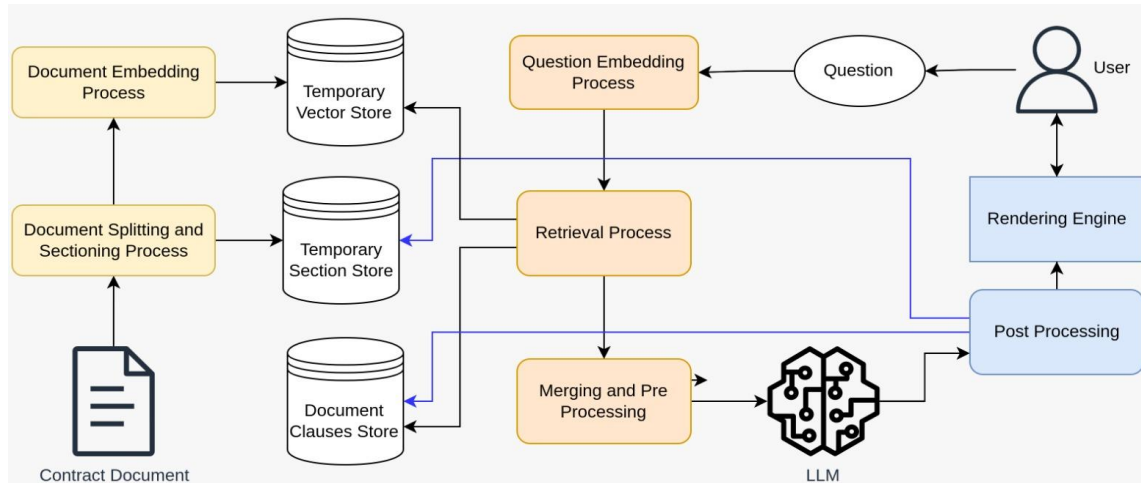 Document Embedding
Process
Temporary
Vector Store
Question Embedding
Process
Question
User
Document Splitting and
Sectioning Process
Temporary
Section Store
Retrieval Process
Rendering Engine
Post Processing
Document
Clauses Store
Merging and Pre
Processing
Contract Document
LLM